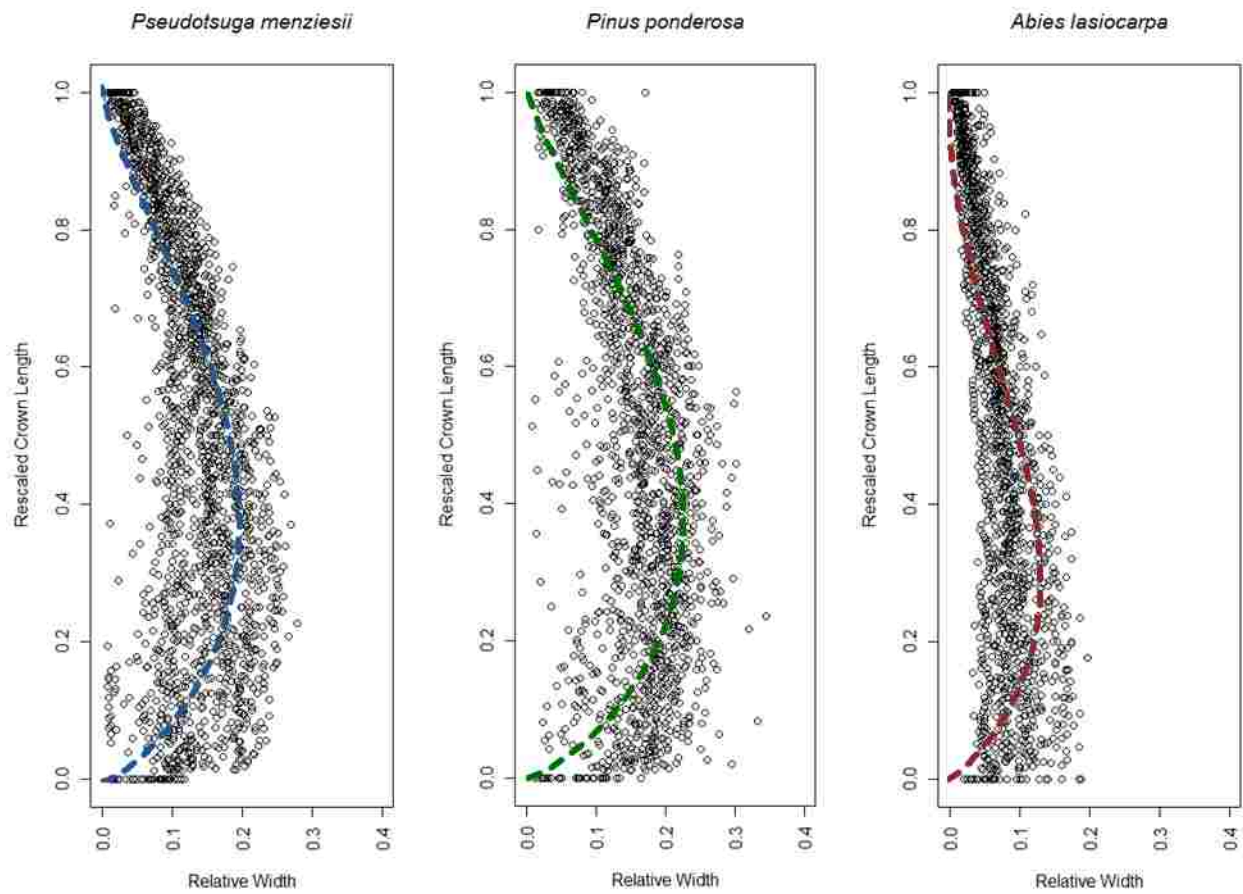 Pseudotsuga menziesii
Rescaled Crown Length
1.0
0.8
0.6
0.4
0.2
0.0
0.0 0.1 0.2 0.3 0.4
Relative Width
Pinus ponderosa
Rescaled Crown Length
1.0
0.8
0.6
0.4
0.2
0.0
0.0 0.1 0.2 0.3 0.4
Relative Width
Abies lasiocarpa
Rescaled Crown Length
1.0
0.8
0.6
0.4
0.2
0.0
0.0 0.1 0.2 0.3 0.4
Relative Width